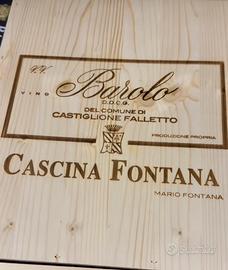 VINO
Barolo
D.O.C.G.
DEL COMUNE DI
CASTIGLIONE FALLETTO
PRODUZIONE PROPRIA
CASCINA FONTANA
MARIO FONTANA